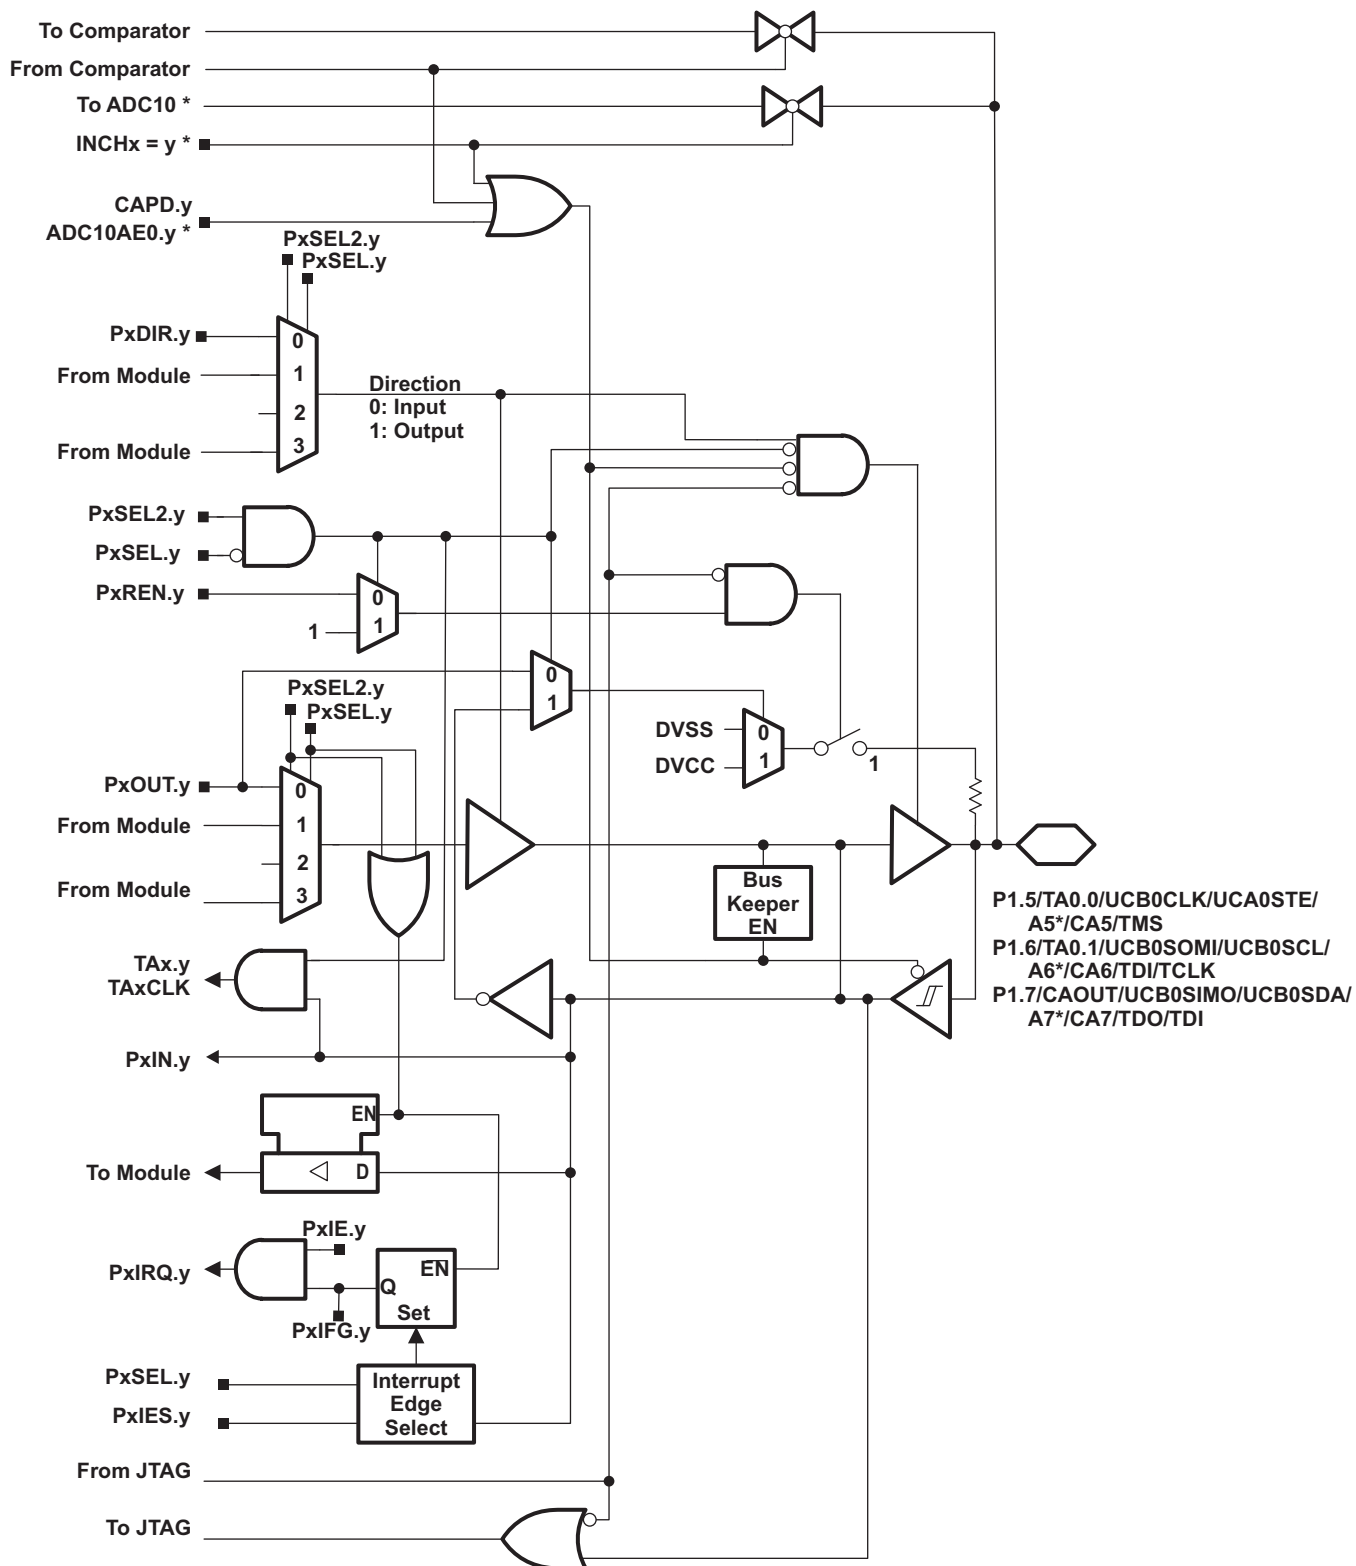 To Comparator
From Comparator
To ADC10 *
INCHx = y *
CAPD.y
ADC10AE0.y *
PxSEL2.y
PxSEL.y
PxDIR.y
0
From Module
1
2
From Module
3
Direction
0: Input
1: Output
PxSEL2.y
PxSEL.y
PxREN.y
0
1
1
0
1
PxSEL2.y
PxSEL.y
DVSS
0
DVCC
1
1
PxOUT.y
0
From Module
1
2
From Module
3
Bus
Keeper
EN
P1.5/TA0.0/UCB0CLK/UCA0STE/
A5*/CA5/TMS
P1.6/TA0.1/UCB0SOMI/UCB0SCL/
A6*/CA6/TDI/TCLK
P1.7/CAOUT/UCB0SIMO/UCB0SDA/
A7*/CA7/TDO/TDI
TAx.y
TAxCLK
PxIN.y
EN
To Module
D
PxIE.y
PxIRQ.y
EN
Q
Set
PxIFG.y
PxSEL.y
PxIES.y
Interrupt
Edge
Select
From JTAG
To JTAG